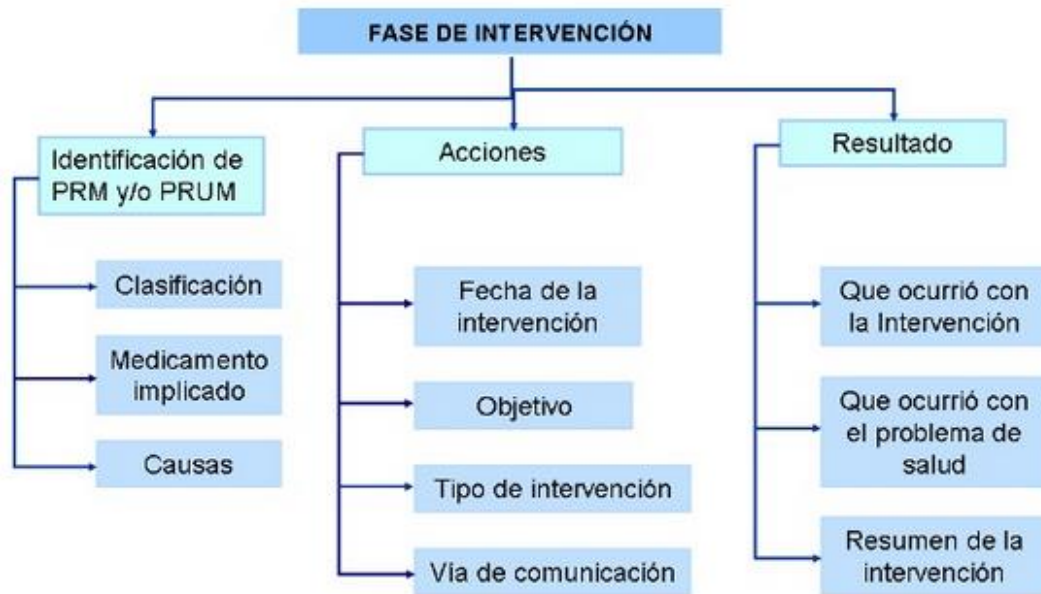 FASE DE INTERVENCIÓN
Identificación de
PRM y/o PRUM
Clasificación
Medicamento
implicado
Causas
Acciones
Fecha de la
intervención
Objetivo
Tipo de intervención
Vía de comunicación
Resultado
Que ocurrió con
la Intervención
Que ocurrió con
el problema de
salud
Resumen de la
intervención